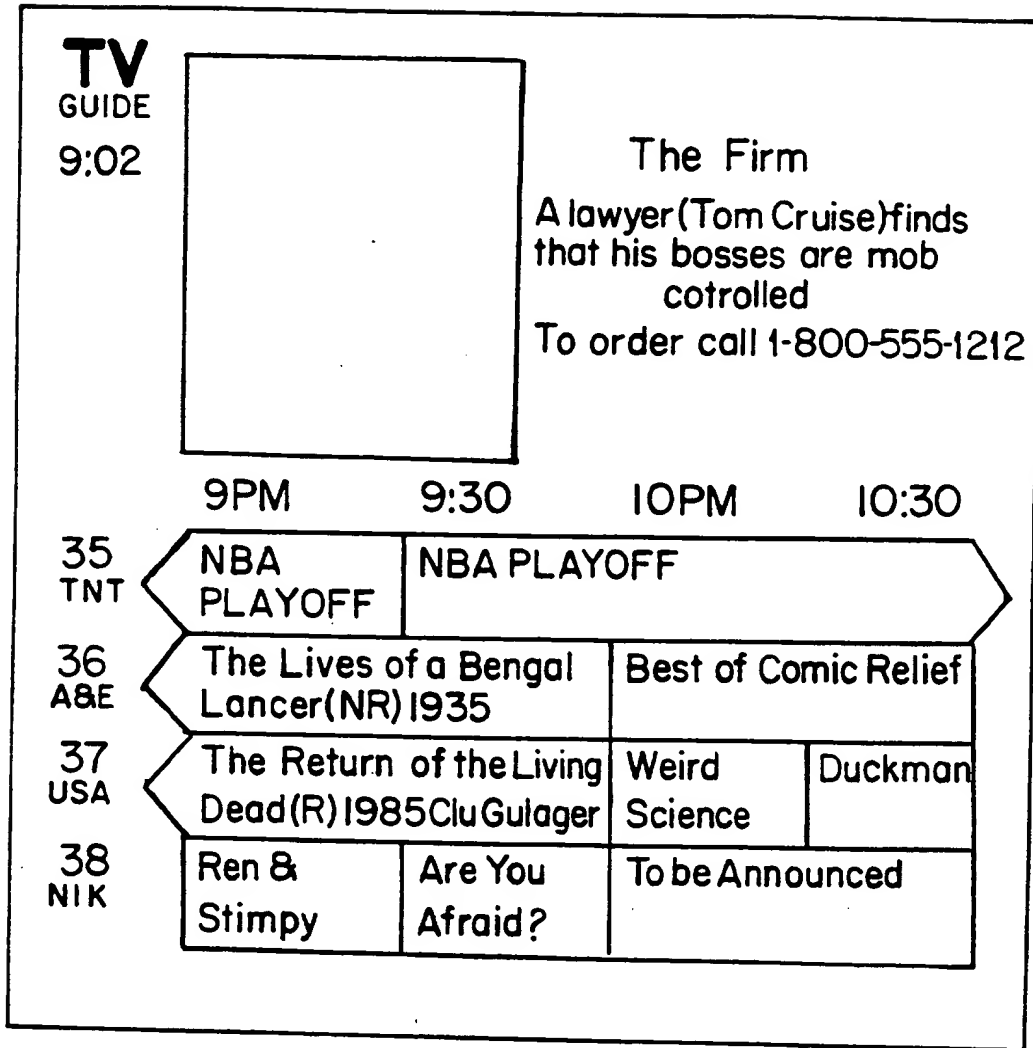 TV
GUIDE
9:02
The Firm
A lawyer(Tom Cruise)finds
that his bosses are mob
cotrolled
To order call 1-800-555-1212
9PM 9:30 10PM 10:30
35
TNT
NBA
PLAYOFF
NBA PLAYOFF
36
A&E
The Lives of a Bengal
Lancer(NR) 1935
Best of Comic Relief
37
USA
The Return of the Living
Dead(R) 1985 Clu Gulager
Weird
Science
Duckman
38
NIK
Ren &
Stimpy
Are You
Afraid?
To be Announced